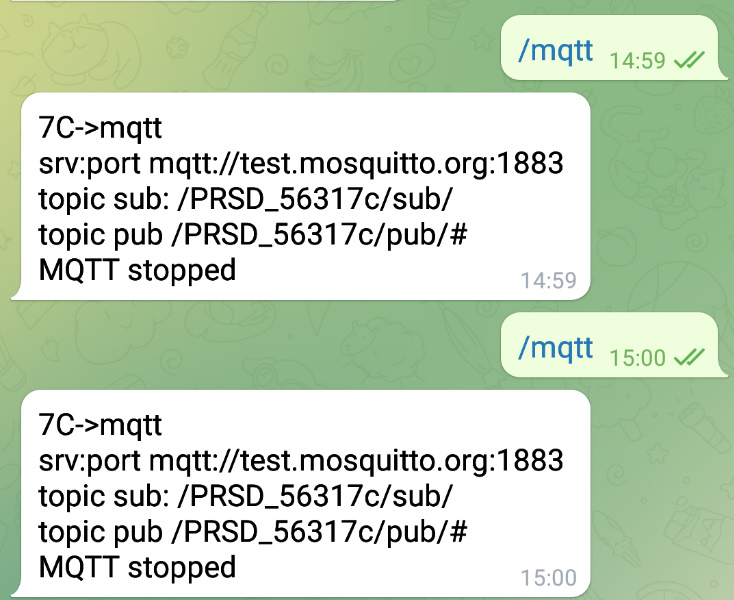 /mqtt 14:59
7C->mqtt
srv:port mqtt://test.mosquitto.org:1883
topic sub: /PRSD_56317c/sub/
topic pub /PRSD_56317c/pub/#
MQTT stopped
14:59
/mqtt 15:00
7C->mqtt
srv:port mqtt://test.mosquitto.org:1883
topic sub: /PRSD_56317c/sub/
topic pub /PRSD_56317c/pub/#
MQTT stopped
15:00